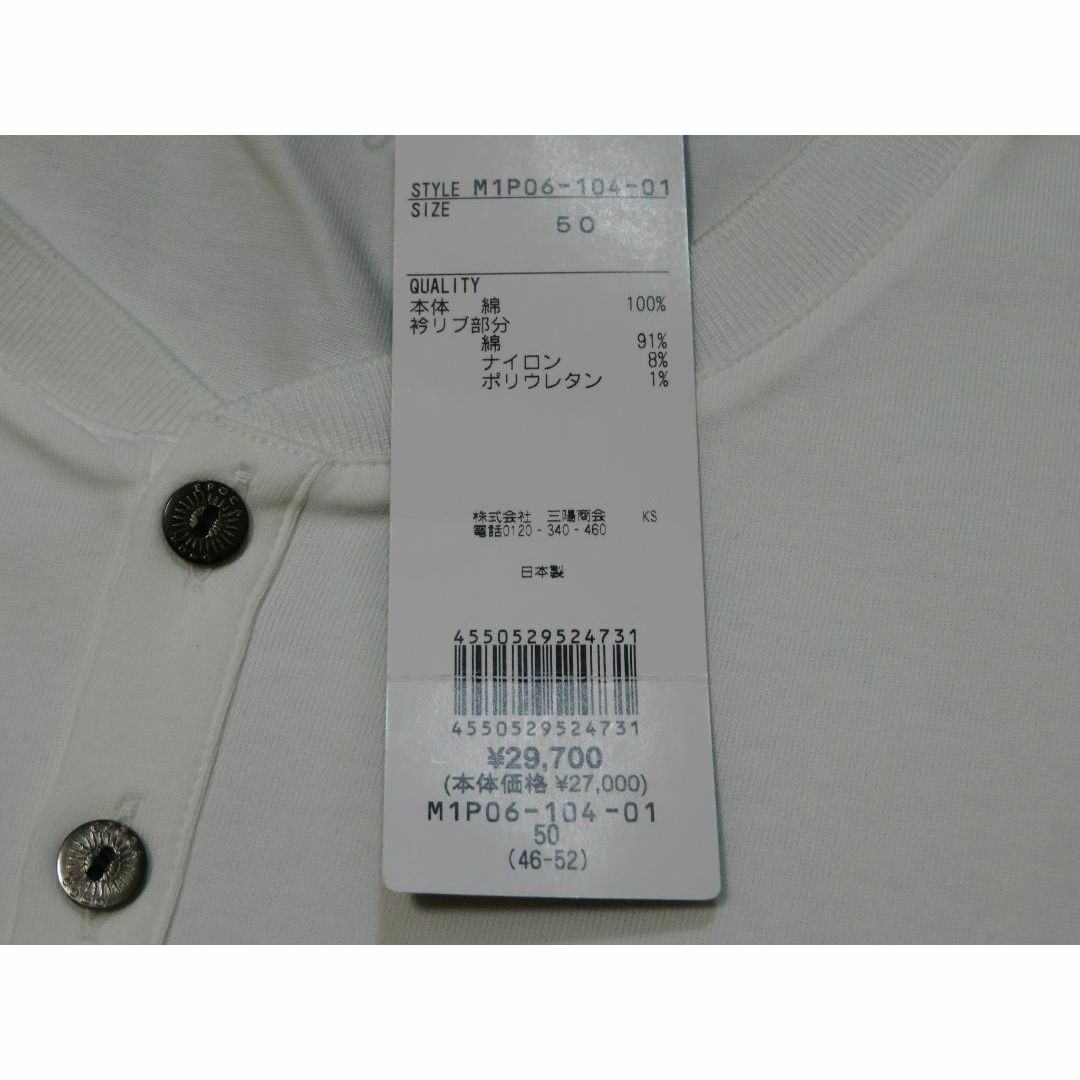 STYLE M1P06-104-01
SIZE
50
QUALITY
本体 綿 100%
衿リブ部分
綿 91%
ナイロン 8%
ポリウレタン 1%
株式会社 三陽商会 KS
電話0120-340-460
日本製
4550529524731
4550529524731
¥29,700
(本体価格 ¥27,000)
M1P06-104-01
50
(46-52)
EPOCA